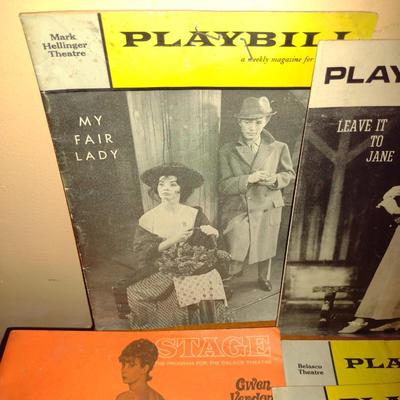 Mark
Hellinger
Theatre
PLAYBILL
a weekly magazine for
MY
FAIR
LADY
PLAY
LEAVE IT
TO
JANE
STAGE
THE PROGRAM FOR THE PALACE THEATRE
Gwen
Verdon
Belasco
Theatre
PLA
PLA